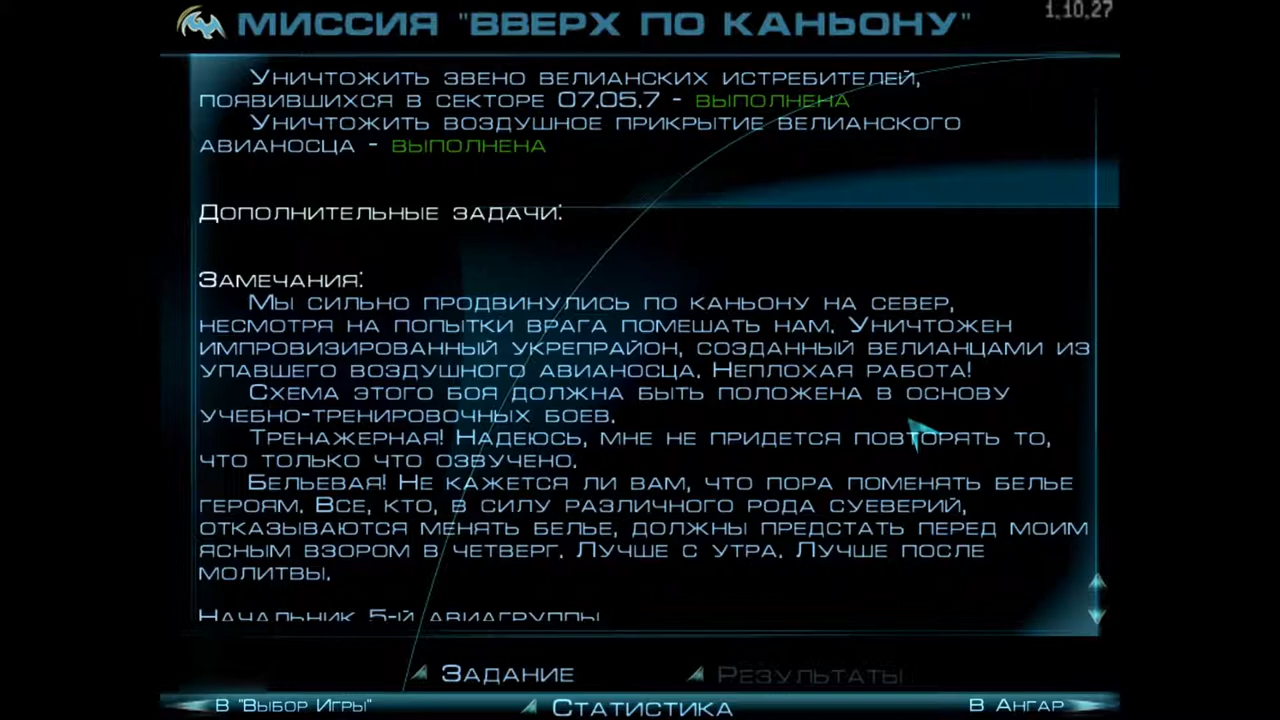 МИССИЯ "ВВЕРХ ПО КАНЬОНУ"
1.10.27
Уничтожить звено велианских истребителей,
появившихся в секторе 07.05.7 - выполнена
Уничтожить воздушное прикрытие велианского
авианосца - выполнена
Дополнительные задачи:
Замечания:
Мы сильно продвинулись по каньону на север,
несмотря на попытки врага помешать нам. Уничтожен
импровизированный укрепрайон, созданный велианцами из
упавшего воздушного авианосца. Неплохая работа!
Схема этого боя должна быть положена в основу
учебно-тренировочных боев.
Тренажерная! Надеюсь, мне не придется повторять то,
что только что озвучено.
Бельевая! Не кажется ли вам, что пора поменять белье
героям. Все, кто, в силу различного рода суеверий,
отказываются менять белье, должны предстать перед моим
ясным взором в четверг. Лучше с утра. Лучше после
молитвы.
Начальник 5-й авиагруппы
Задание
Результаты
В "Выбор Игры"
Статистика
В Ангар